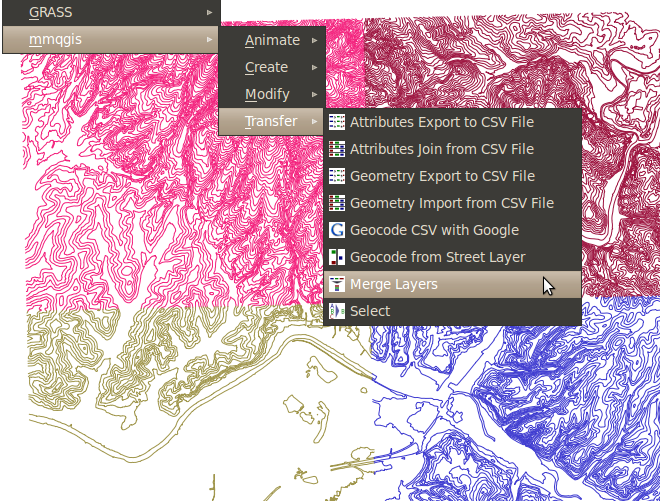 GRASS
mmqgis
Animate
Create
Modify
Transfer
Attributes Export to CSV File
Attributes Join from CSV File
Geometry Export to CSV File
Geometry Import from CSV File
Geocode CSV with Google
Geocode from Street Layer
Merge Layers
Select